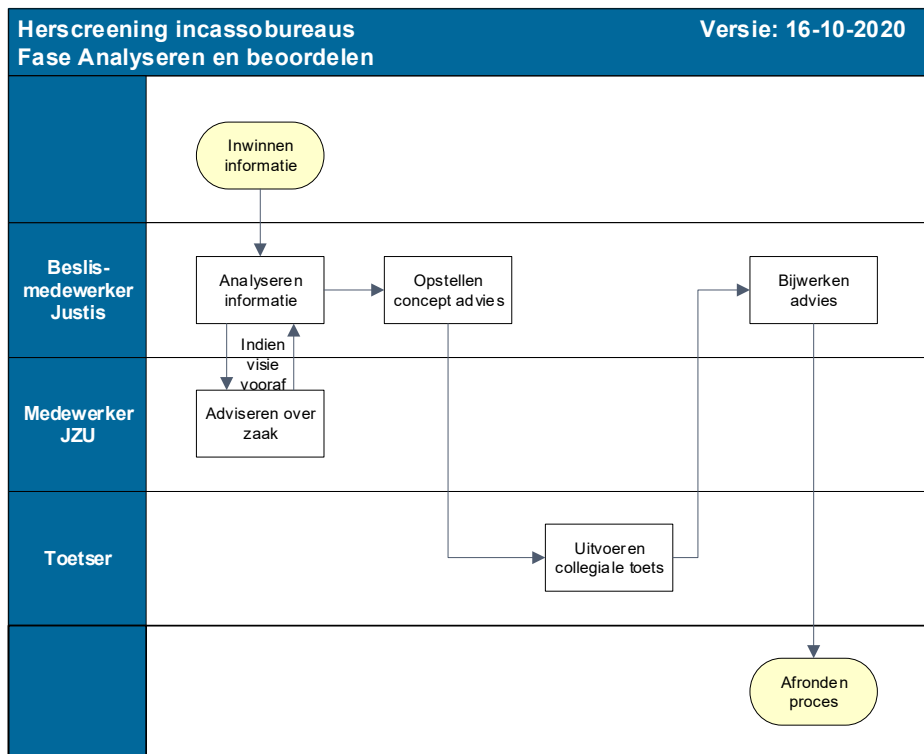 Herscreening incassobureaus
Fase Analyseren en beoordelen
Versie: 16-10-2020
Inwinnen
informatie
Beslis-
medewerker
Justis
Analyseren
informatie
Opstellen
concept advies
Bijwerken
advies
Indien
visie
vooraf
Medewerker
JZU
Adviseren over
zaak
Toetser
Uitvoeren
collegiale toets
Afronden
proces